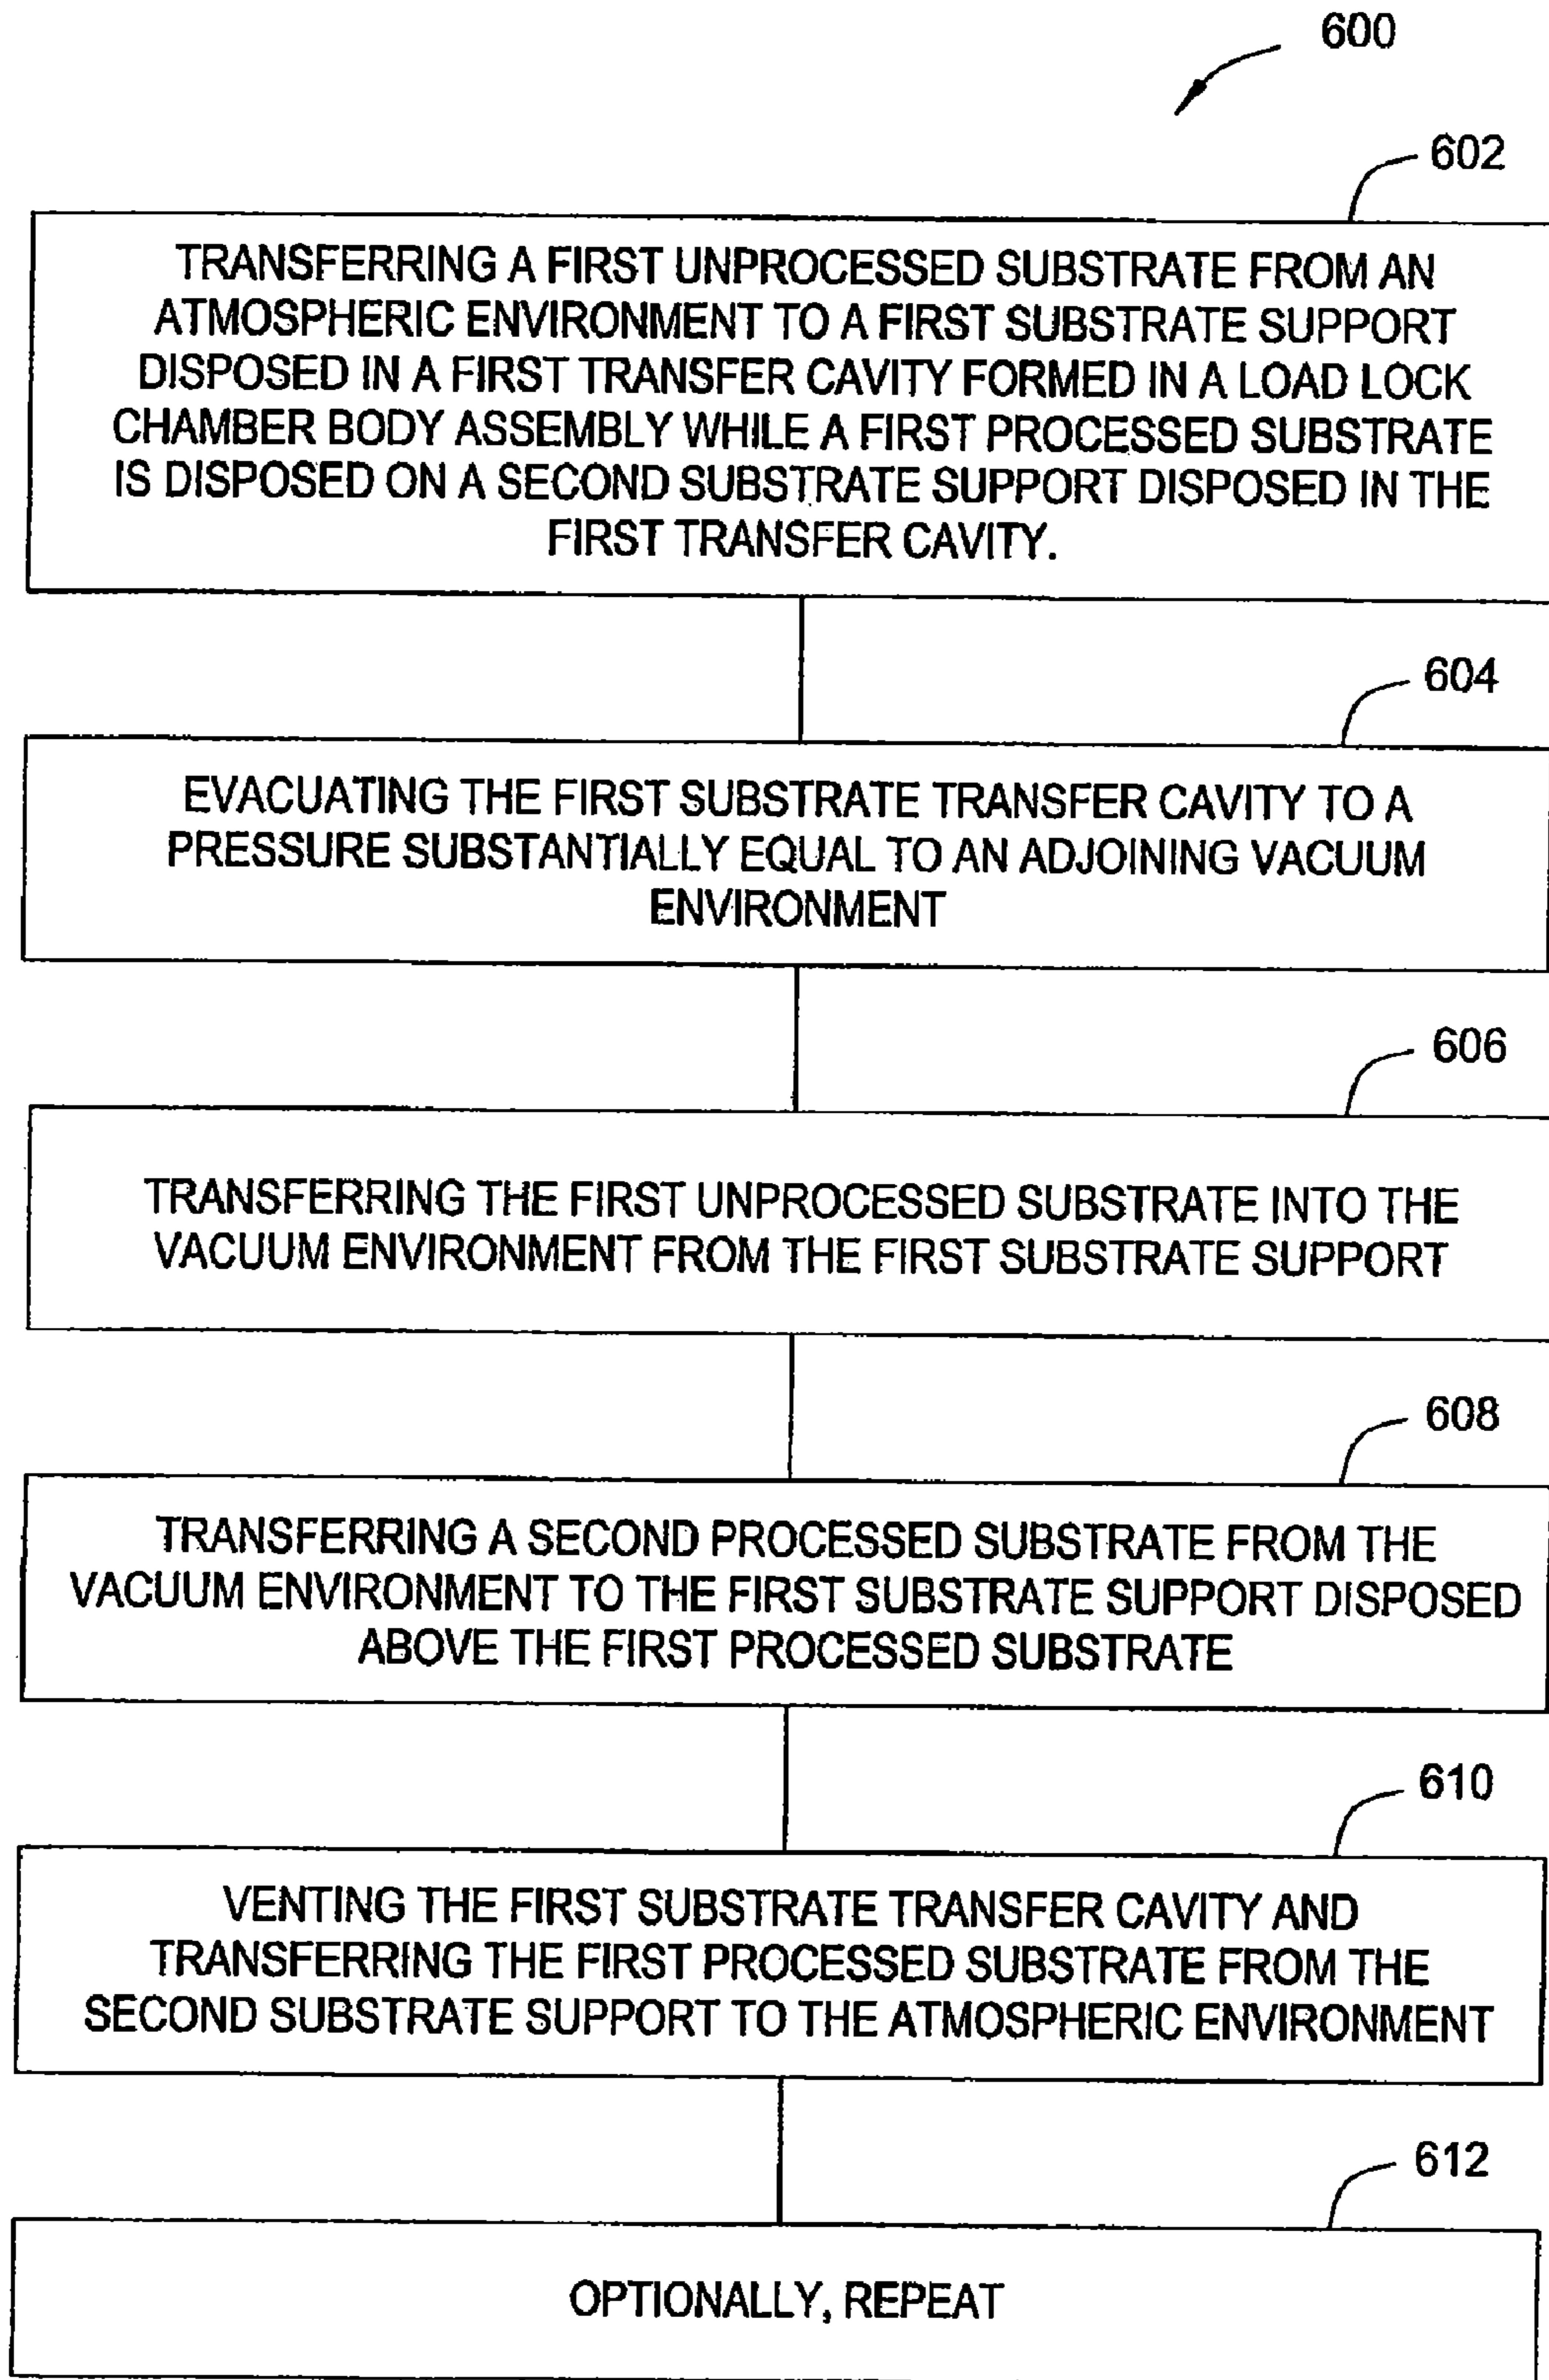 600
602
TRANSFERRING A FIRST UNPROCESSED SUBSTRATE FROM AN
ATMOSPHERIC ENVIRONMENT TO A FIRST SUBSTRATE SUPPORT
DISPOSED IN A FIRST TRANSFER CAVITY FORMED IN A LOAD LOCK
CHAMBER BODY ASSEMBLY WHILE A FIRST PROCESSED SUBSTRATE
IS DISPOSED ON A SECOND SUBSTRATE SUPPORT DISPOSED IN THE
FIRST TRANSFER CAVITY.
604
EVACUATING THE FIRST SUBSTRATE TRANSFER CAVITY TO A
PRESSURE SUBSTANTIALLY EQUAL TO AN ADJOINING VACUUM
ENVIRONMENT
606
TRANSFERRING THE FIRST UNPROCESSED SUBSTRATE INTO THE
VACUUM ENVIRONMENT FROM THE FIRST SUBSTRATE SUPPORT
608
TRANSFERRING A SECOND PROCESSED SUBSTRATE FROM THE
VACUUM ENVIRONMENT TO THE FIRST SUBSTRATE SUPPORT DISPOSED
ABOVE THE FIRST PROCESSED SUBSTRATE
610
VENTING THE FIRST SUBSTRATE TRANSFER CAVITY AND
TRANSFERRING THE FIRST PROCESSED SUBSTRATE FROM THE
SECOND SUBSTRATE SUPPORT TO THE ATMOSPHERIC ENVIRONMENT
612
OPTIONALLY, REPEAT